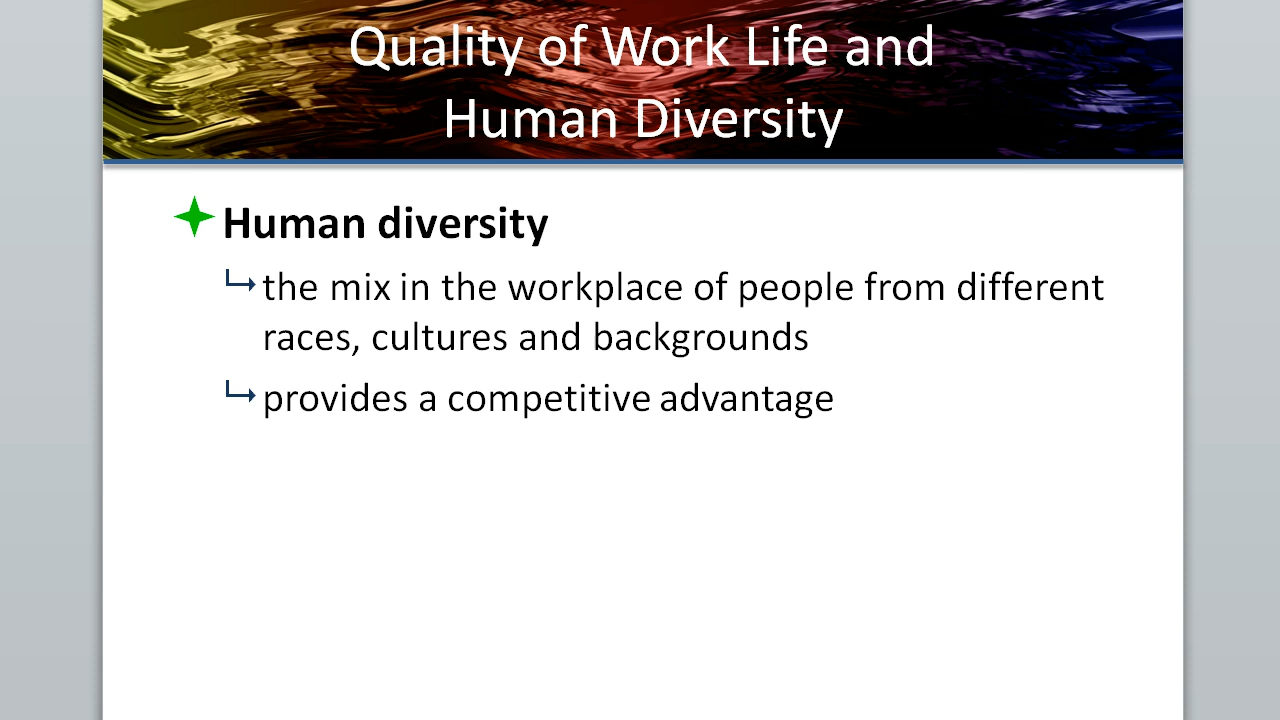 Quality of Work Life and
Human Diversity
Human diversity
the mix in the workplace of people from different
races, cultures and backgrounds
provides a competitive advantage